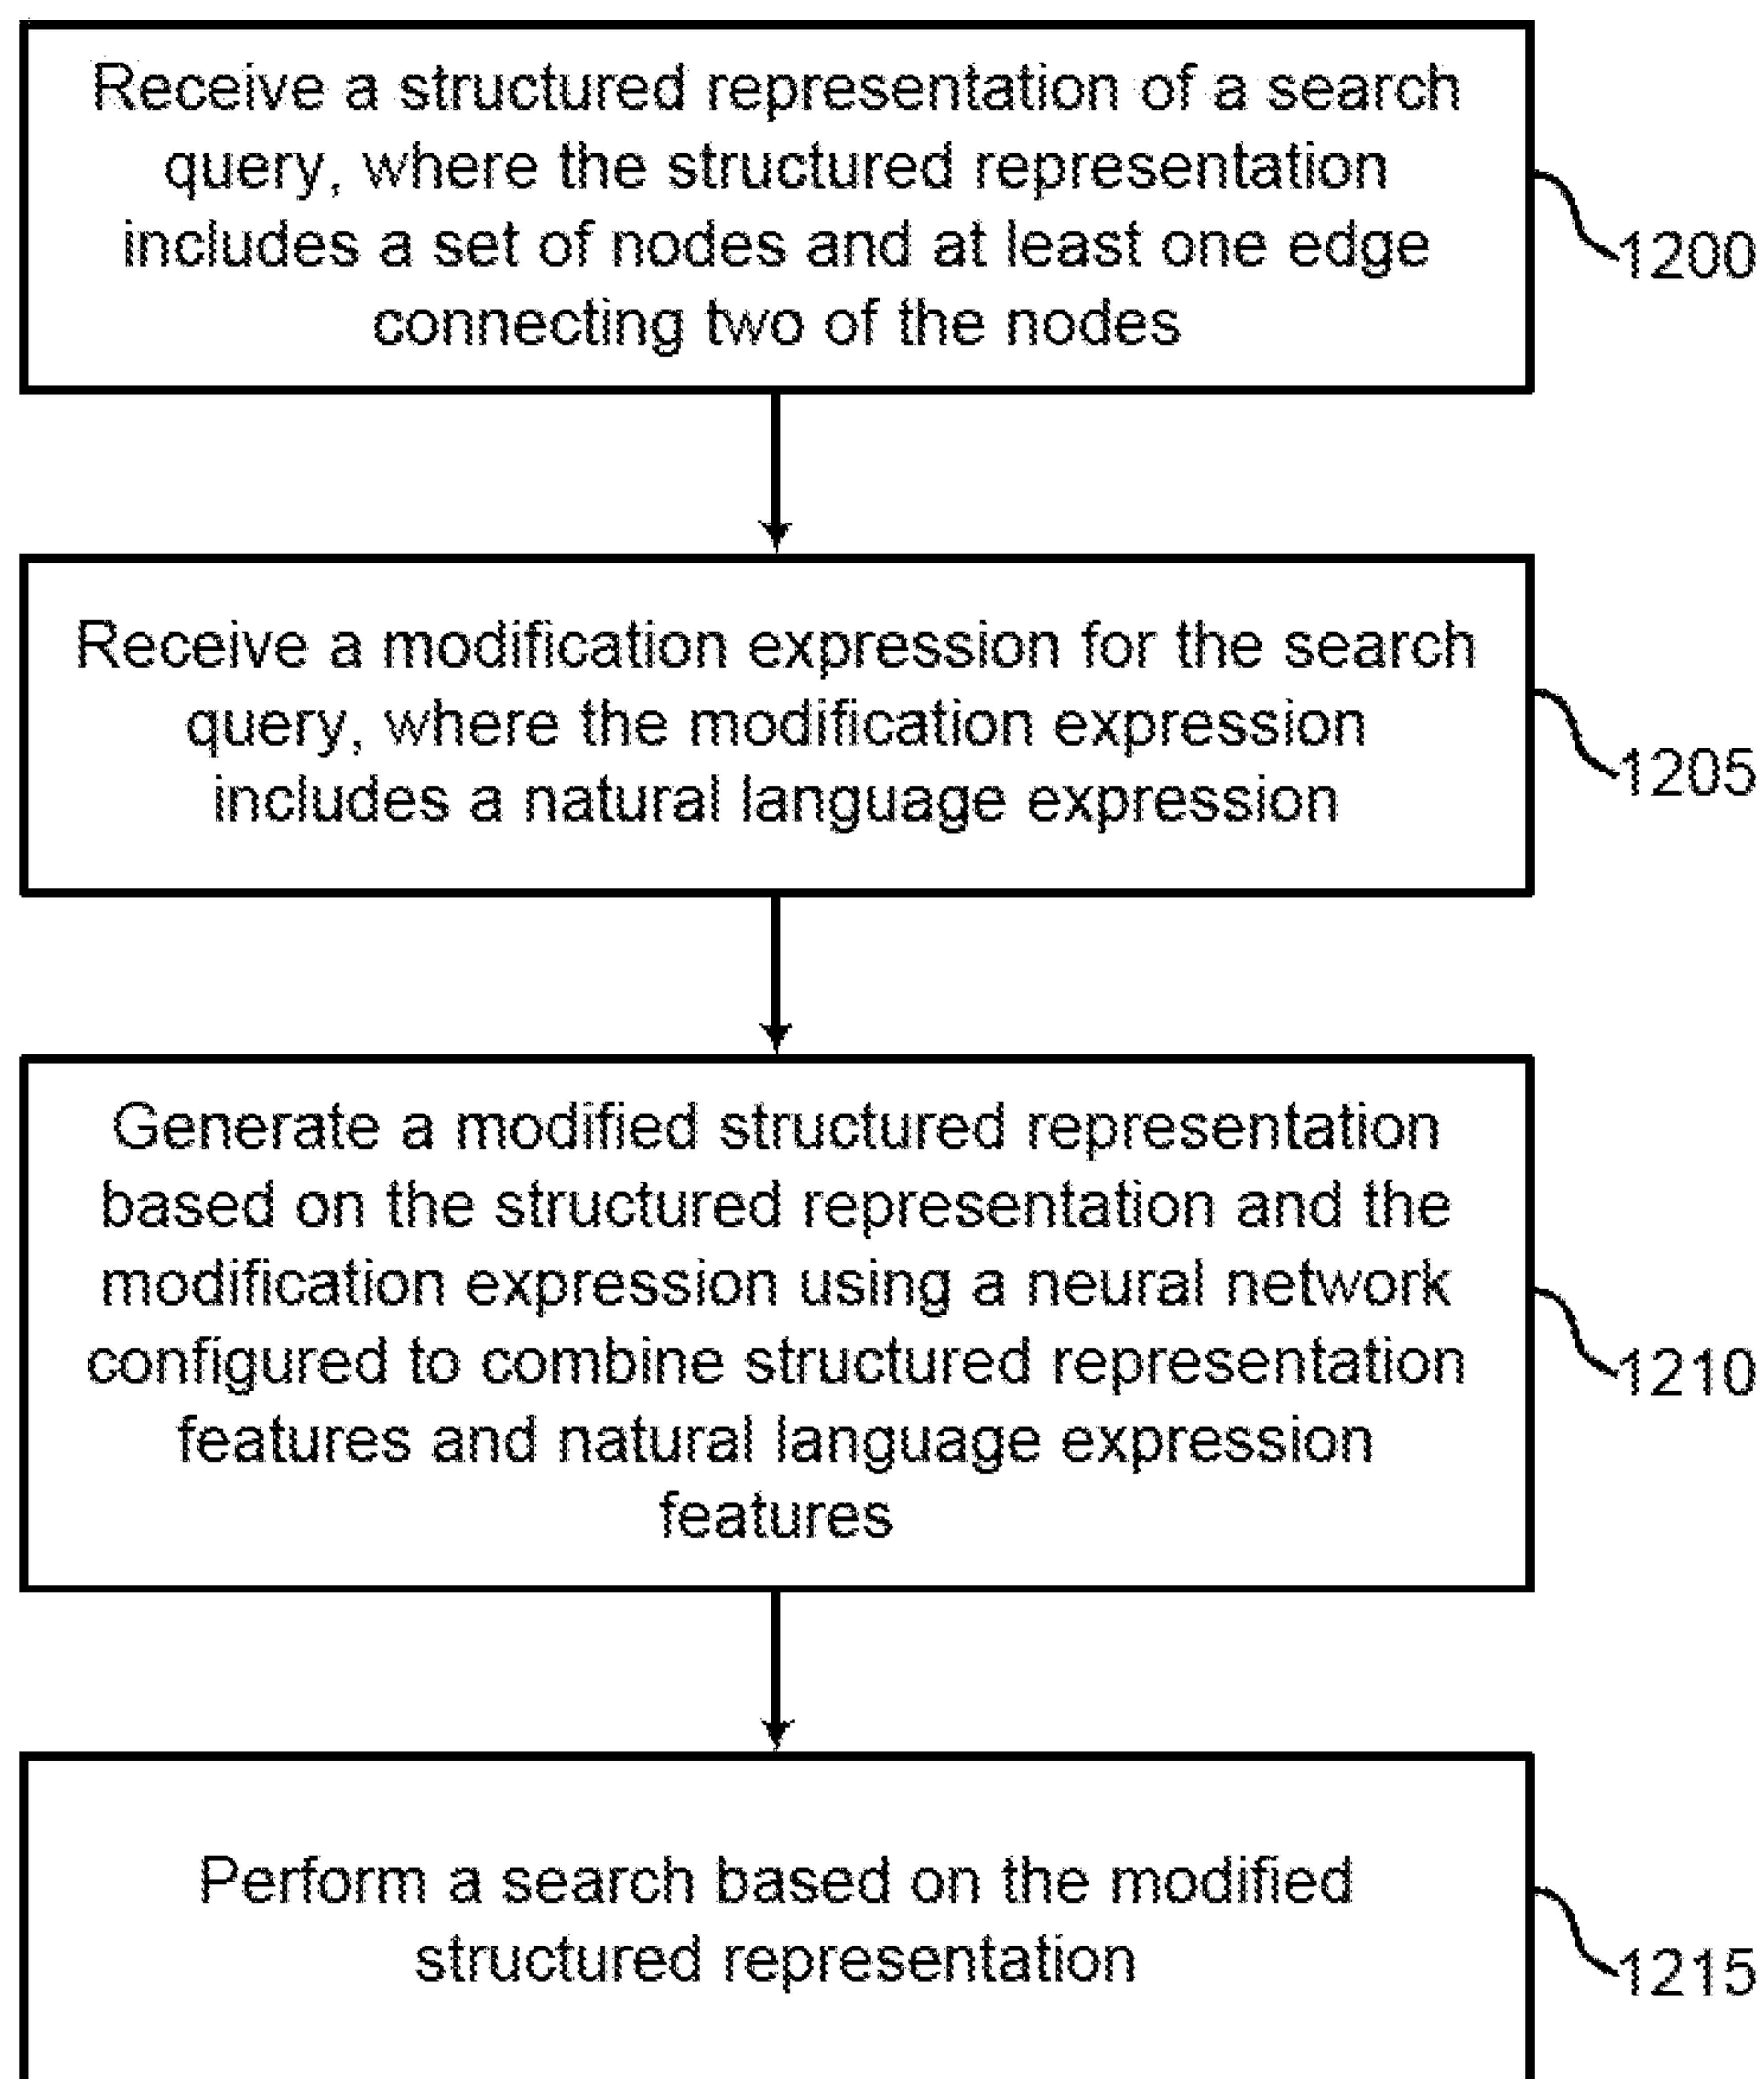 Receive a structured representation of a search
query, where the structured representation
includes a set of nodes and at least one edge
connecting two of the nodes
1200
Receive a modification expression for the search
query, where the modification expression
includes a natural language expression
1205
Generate a modified structured representation
based on the structured representation and the
modification expression using a neural network
configured to combine structured representation
features and natural language expression
features
1210
Perform a search based on the modified
structured representation
1215